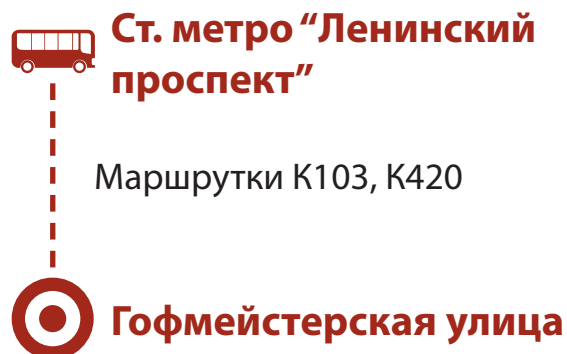 Ст. метро “Ленинский
проспект”
Маршрутки К103, К420
Гофмейстерская улица